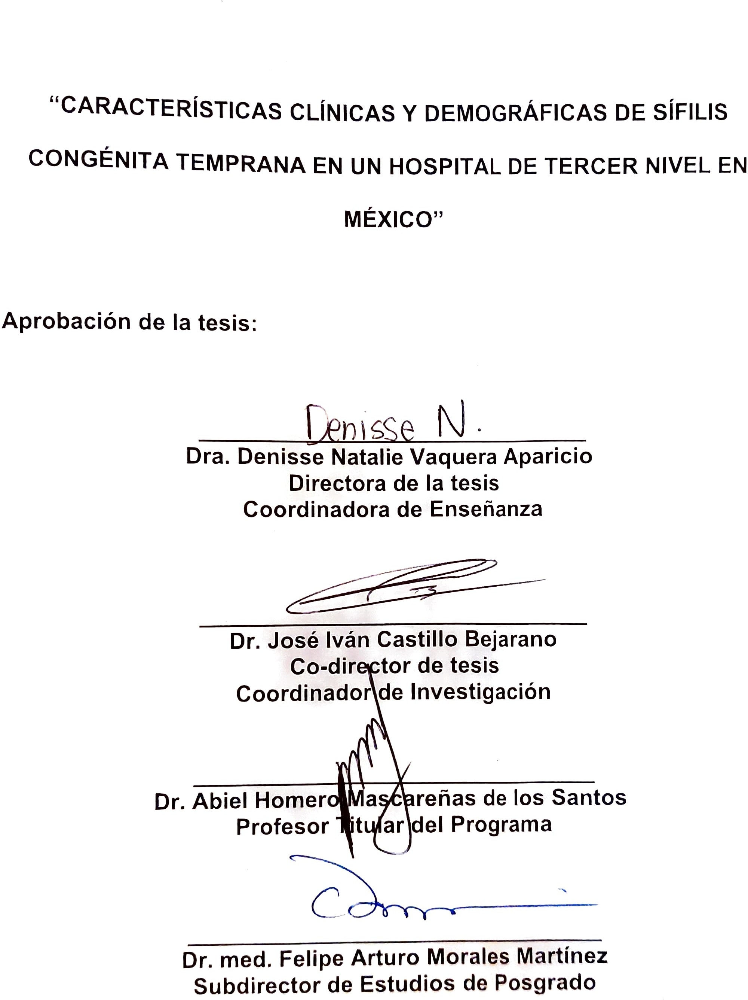 “CARACTERÍSTICAS CLÍNICAS Y DEMOGRÁFICAS DE SÍFILIS
CONGÉNITA TEMPRANA EN UN HOSPITAL DE TERCER NIVEL EN
MÉXICO”
Aprobación de la tesis:
Denisse N.
Dra. Denisse Natalie Vaquera Aparicio
Directora de la tesis
Coordinadora de Enseñanza
Dr. José Iván Castillo Bejarano
Co-director de tesis
Coordinador de Investigación
Dr. Abiel Homero Mascareñas de los Santos
Profesor Titular del Programa
Dr. med. Felipe Arturo Morales Martínez
Subdirector de Estudios de Posgrado